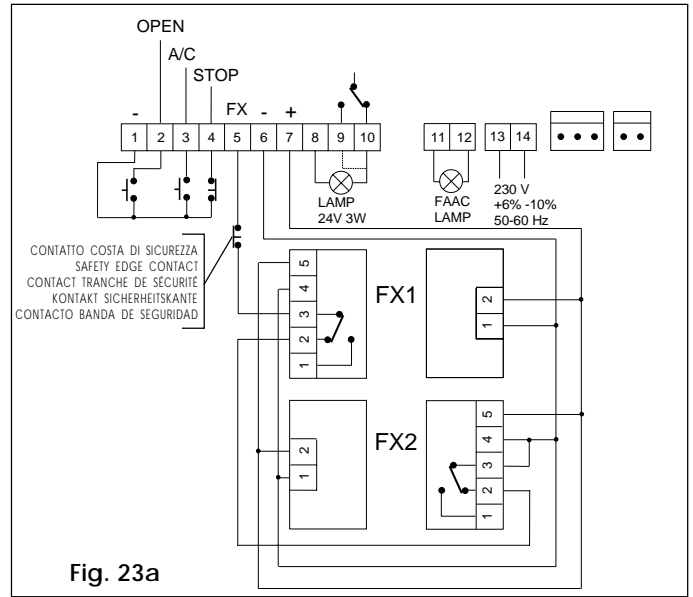 OPEN
A/C
STOP
- FX - +
1 2 3 4 5 6 7 8 9 10 11 12 13 14
LAMP
24V 3W
FAAC
LAMP
230 V
+6% -10%
50-60 Hz
CONTATTO COSTA DI SICUREZZA
SAFETY EDGE CONTACT
CONTACT TRANCHE DE SÉCURITÉ
KONTAKT SICHERHEITSKANTE
CONTACTO BANDA DE SEGURIDAD
5
4
3
2
1
FX1
2
1
2
1
FX2
5
4
3
2
1
Fig. 23a